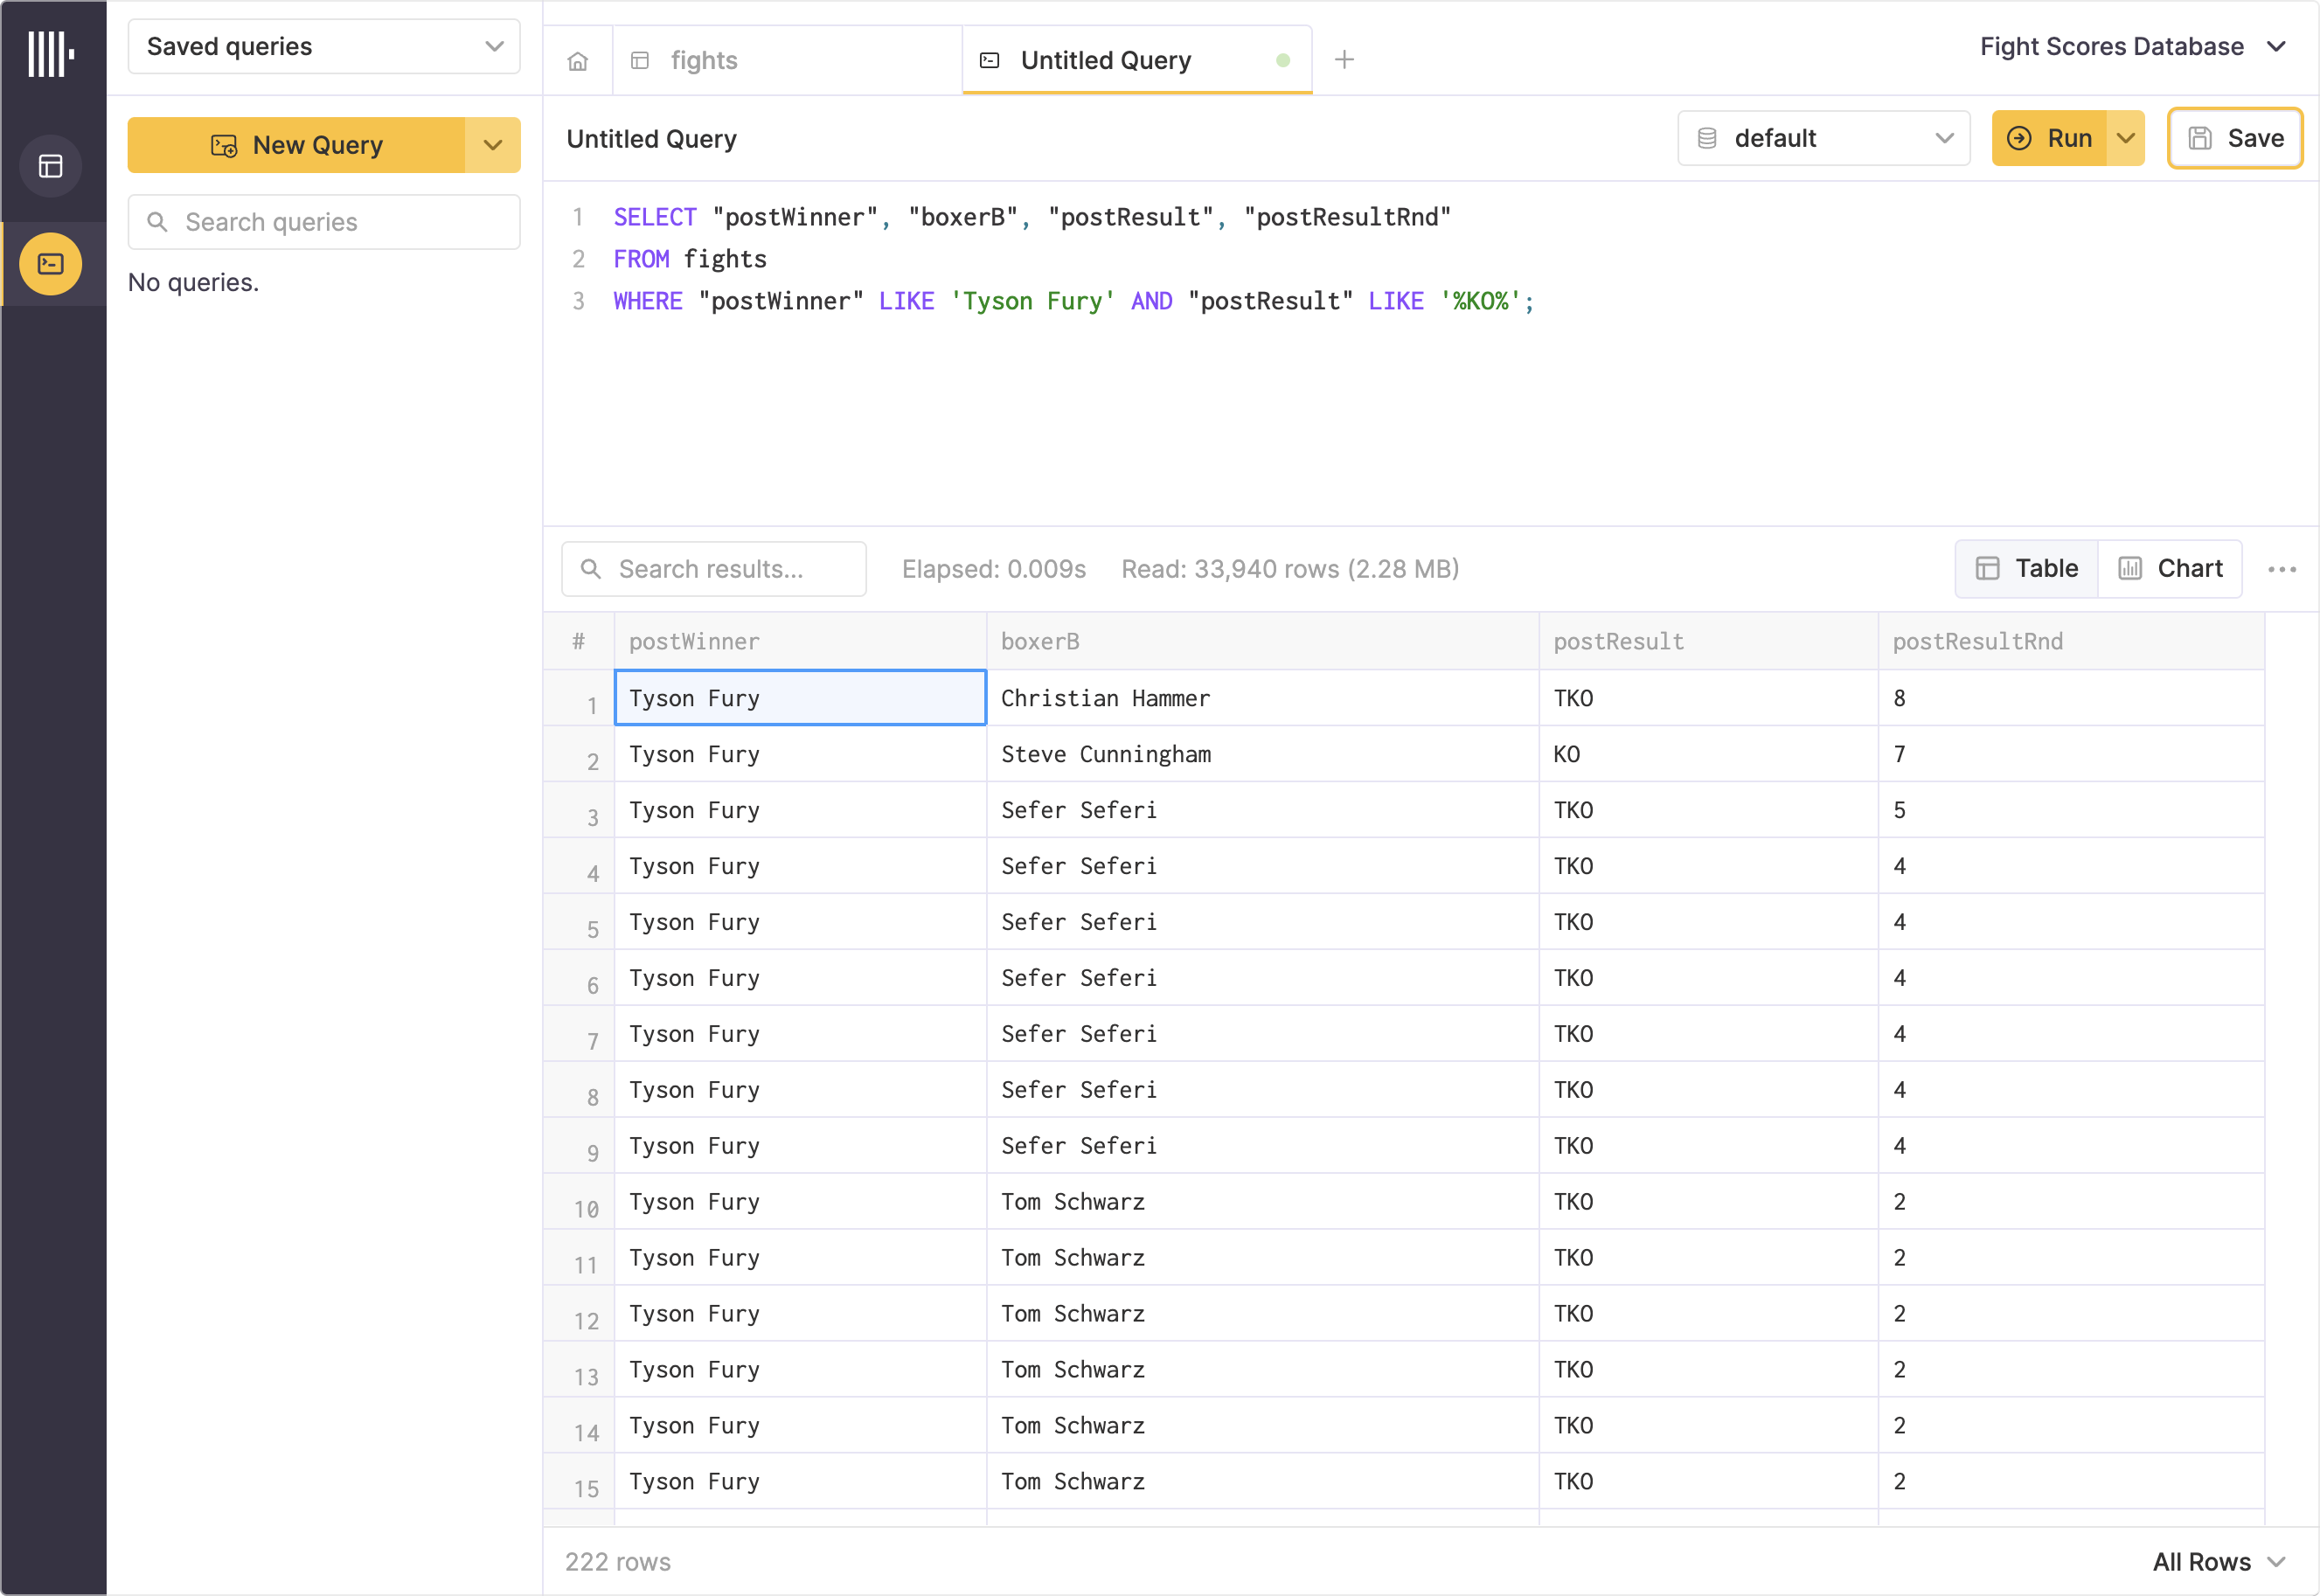 Saved queries
fights
Untitled Query
Fight Scores Database
New Query
Untitled Query
default
Run
Save
Search queries
No queries.
1 SELECT "postWinner", "boxerB", "postResult", "postResultRnd"
2 FROM fights
3 WHERE "postWinner" LIKE 'Tyson Fury' AND "postResult" LIKE '%KO%';
Search results...
Elapsed: 0.009s
Read: 33,940 rows (2.28 MB)
Table
Chart
# postWinner boxerB postResult postResultRnd
1 Tyson Fury Christian Hammer TKO 8
2 Tyson Fury Steve Cunningham KO 7
3 Tyson Fury Sefer Seferi TKO 5
4 Tyson Fury Sefer Seferi TKO 4
5 Tyson Fury Sefer Seferi TKO 4
6 Tyson Fury Sefer Seferi TKO 4
7 Tyson Fury Sefer Seferi TKO 4
8 Tyson Fury Sefer Seferi TKO 4
9 Tyson Fury Sefer Seferi TKO 4
10 Tyson Fury Tom Schwarz TKO 2
11 Tyson Fury Tom Schwarz TKO 2
12 Tyson Fury Tom Schwarz TKO 2
13 Tyson Fury Tom Schwarz TKO 2
14 Tyson Fury Tom Schwarz TKO 2
15 Tyson Fury Tom Schwarz TKO 2
222 rows
All Rows